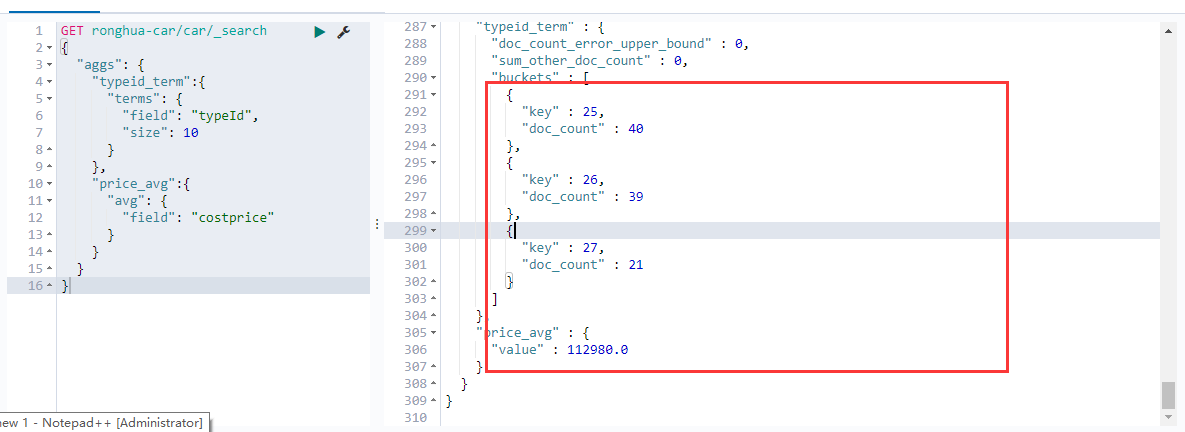 1 GET ronghua-car/car/_search
2 {
3 "aggs": {
4 "typeid_term":{
5 "terms": {
6 "field": "typeId",
7 "size": 10
8 }
9 },
10 "price_avg":{
11 "avg": {
12 "field": "costprice"
13 }
14 }
15 }
16 }
287 "typeid_term" : {
288 "doc_count_error_upper_bound" : 0,
289 "sum_other_doc_count" : 0,
290 "buckets" : [
291 {
292 "key" : 25,
293 "doc_count" : 40
294 },
295 {
296 "key" : 26,
297 "doc_count" : 39
298 },
299 {
300 "key" : 27,
301 "doc_count" : 21
302 }
303 ]
304 }
305 "price_avg" : {
306 "value" : 112980.0
307 }
308 }
309 }
310
new 1 - Notepad++ [Administrator]